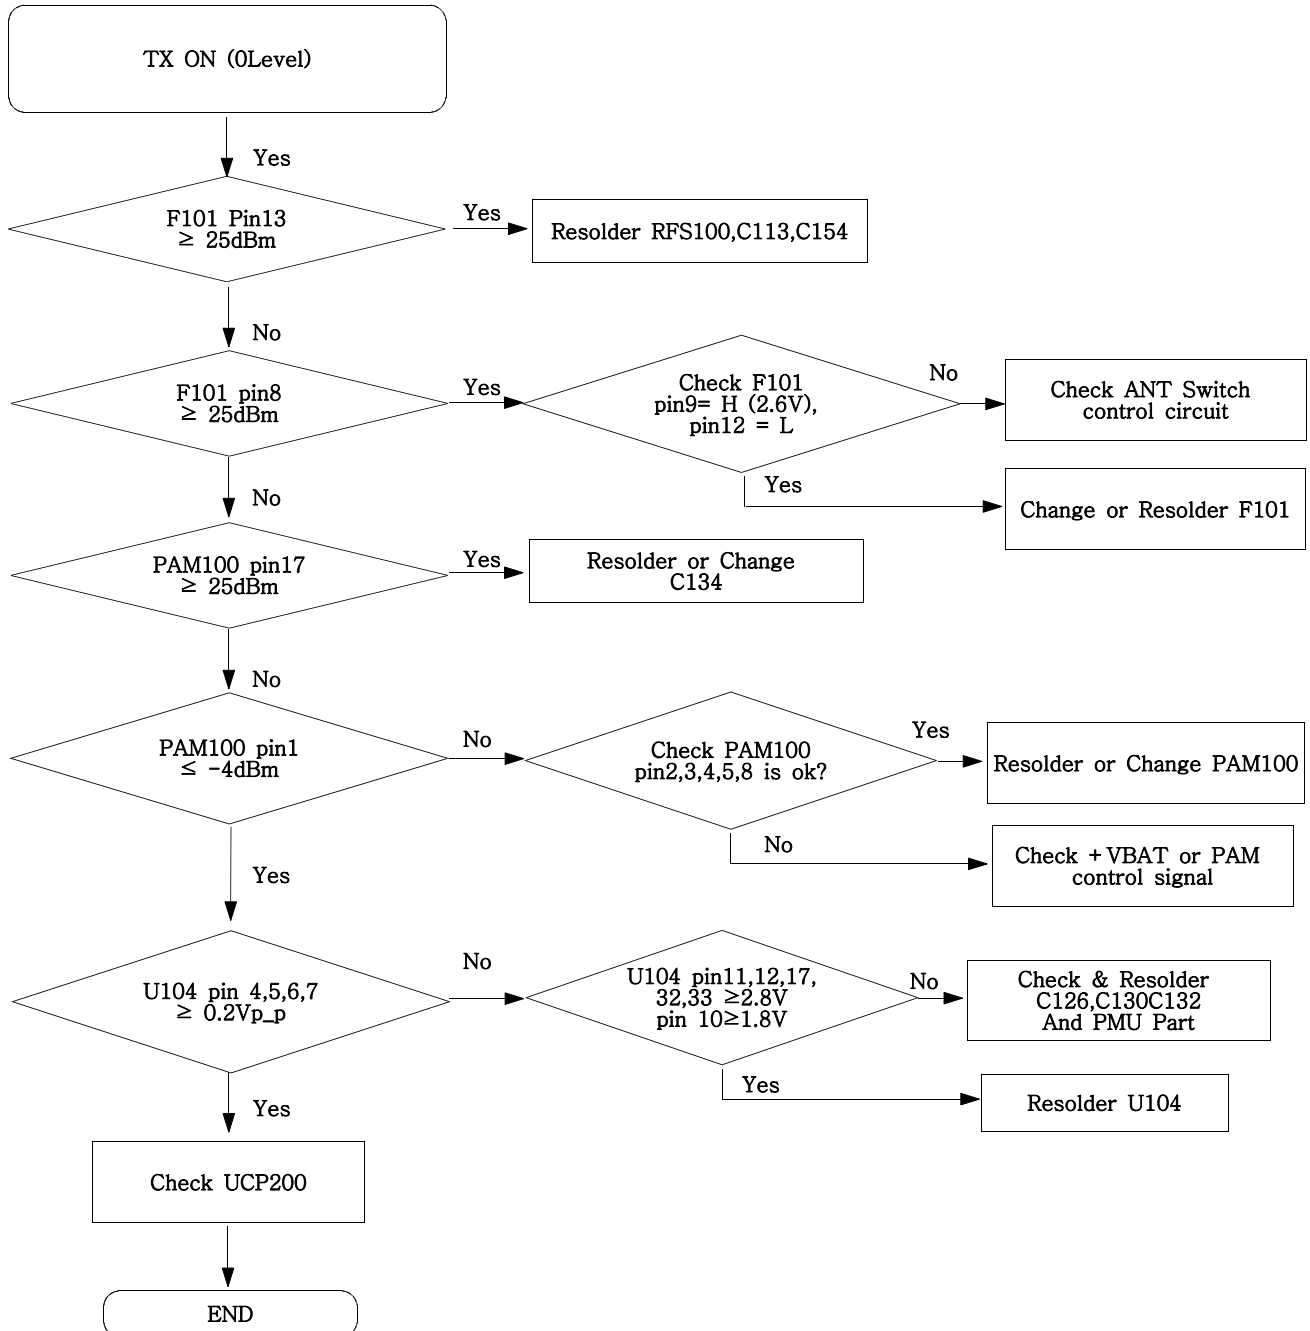 TX ON (0Level)
Yes
F101 Pin13
≥ 25dBm
Yes
Resolder RFS100,C113,C154
No
F101 pin8
≥ 25dBm
Yes
Check F101
pin9= H (2.6V),
pin12 = L
No
Check ANT Switch
control circuit
Yes
Change or Resolder F101
No
PAM100 pin17
≥ 25dBm
Yes
Resolder or Change
C134
No
PAM100 pin1
≤ -4dBm
No
Check PAM100
pin2,3,4,5,8 is ok?
Yes
Resolder or Change PAM100
No
Check +VBAT or PAM
control signal
Yes
U104 pin 4,5,6,7
≥ 0.2Vp_p
No
U104 pin11,12,17,
32,33 ≥2.8V
pin 10≥1.8V
No
Check & Resolder
C126,C130C132
And PMU Part
Yes
Resolder U104
Yes
Check UCP200
END